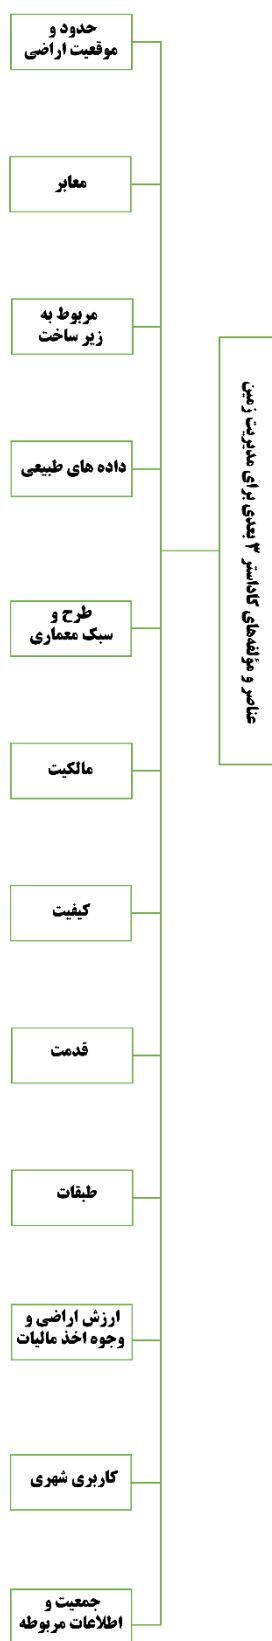 عناصر و مؤلفه‌های کاداستر ۳ بعدی برای مدیریت زمین
حدود و
موقعیت اراضی
معابر
مربوط به
زیر ساخت
داده های طبیعی
طرح و
سبک معماری
مالکیت
کیفیت
قدمت
طبقات
ارزش اراضی و
وجوه اخذ مالیات
کاربری شهری
جمعیت و
اطلاعات مربوطه